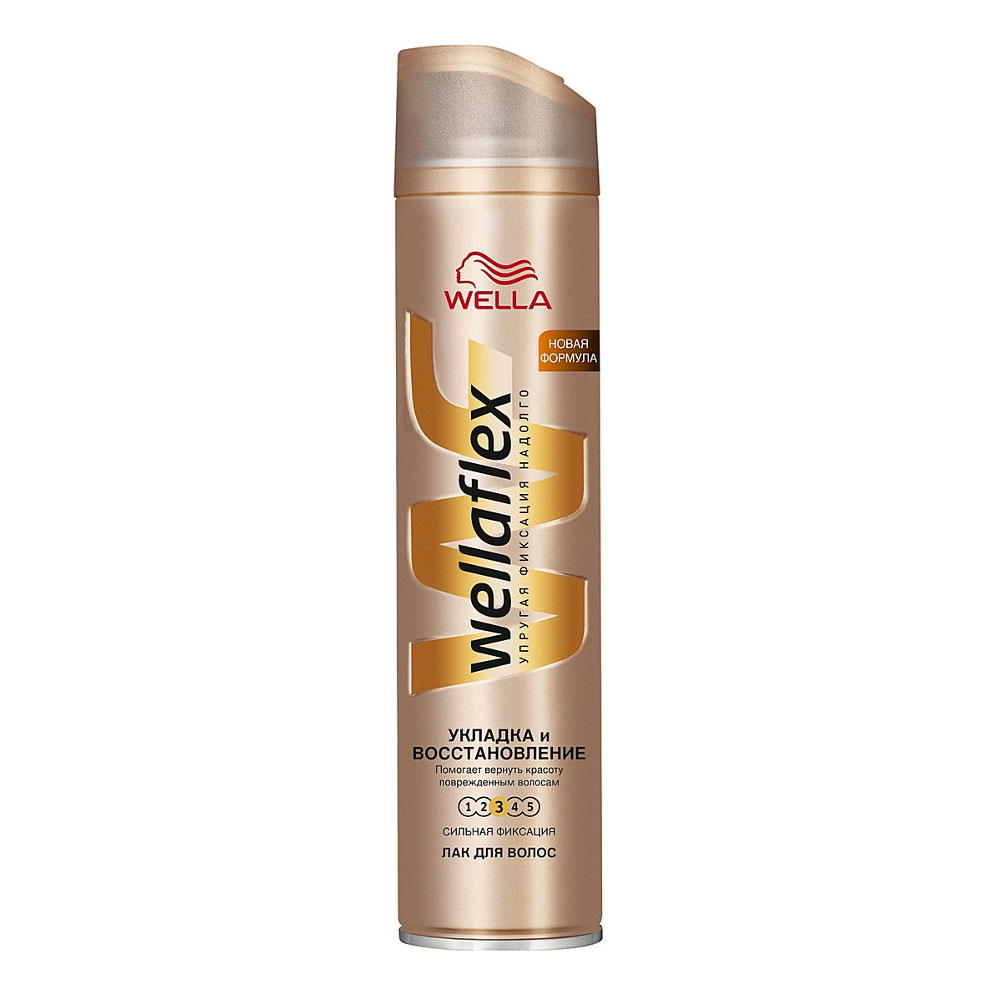 WELLA
НОВАЯ
ФОРМУЛА
wellaflex
УПРУГАЯ ФИКСАЦИЯ НАДОЛГО
УКЛАДКА и
ВОССТАНОВЛЕНИЕ
Помогает вернуть красоту
поврежденным волосам
1 2 3 4 5
СИЛЬНАЯ ФИКСАЦИЯ
ЛАК ДЛЯ ВОЛОС